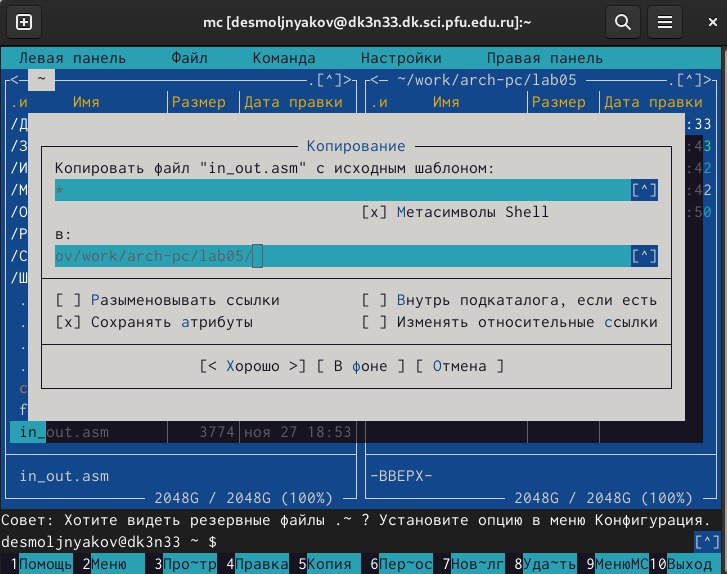 mc [desmoljnyakov@dk3n33.dk.sci.pfu.edu.ru]:~
Левая панель Файл Команда Настройки Правая панель
<— ~ .[^]> <— ~/work/arch-pc/lab05 .[^]>
.и Имя Размер Дата правки .и Имя Размер Дата правки
/Д :33
/З :43
/И :42
/М :42
/О :50
/Р
/С
/Ш
.
.
.
.
c
f
Копирование
Копировать файл "in_out.asm" с исходным шаблоном:
* [^]
[x] Метасимволы Shell
в:
ov/work/arch-pc/lab05/ [^]
[ ] Разыменовывать ссылки [ ] Внутрь подкаталога, если есть
[x] Сохранять атрибуты [ ] Изменять относительные ссылки
[< Хорошо >] [ В фоне ] [ Отмена ]
in_out.asm 3774 ноя 27 18:53
in_out.asm -ВВЕРХ-
2048G / 2048G (100%) 2048G / 2048G (100%)
Совет: Хотите видеть резервные файлы .~ ? Установите опцию в меню Конфигурация.
desmoljnyakov@dk3n33 ~ $ [^]
1Помощь 2Меню 3Про~тр 4Правка 5Копия 6Пер~ос 7Нов~лг 8Уда~ть 9МенюMC 10Выход